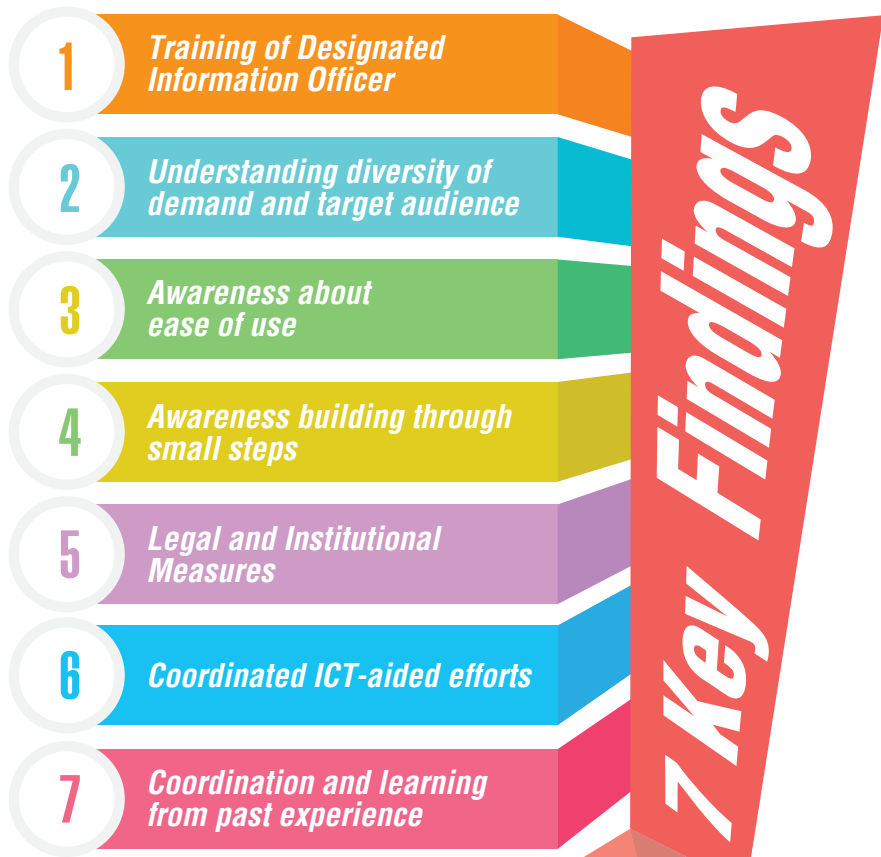 1
Training of Designated
Information Officer
2
Understanding diversity of
demand and target audience
3
Awareness about
ease of use
4
Awareness building through
small steps
5
Legal and Institutional
Measures
6
Coordinated ICT-aided efforts
7
Coordination and learning
from past experience
7 Key Findings